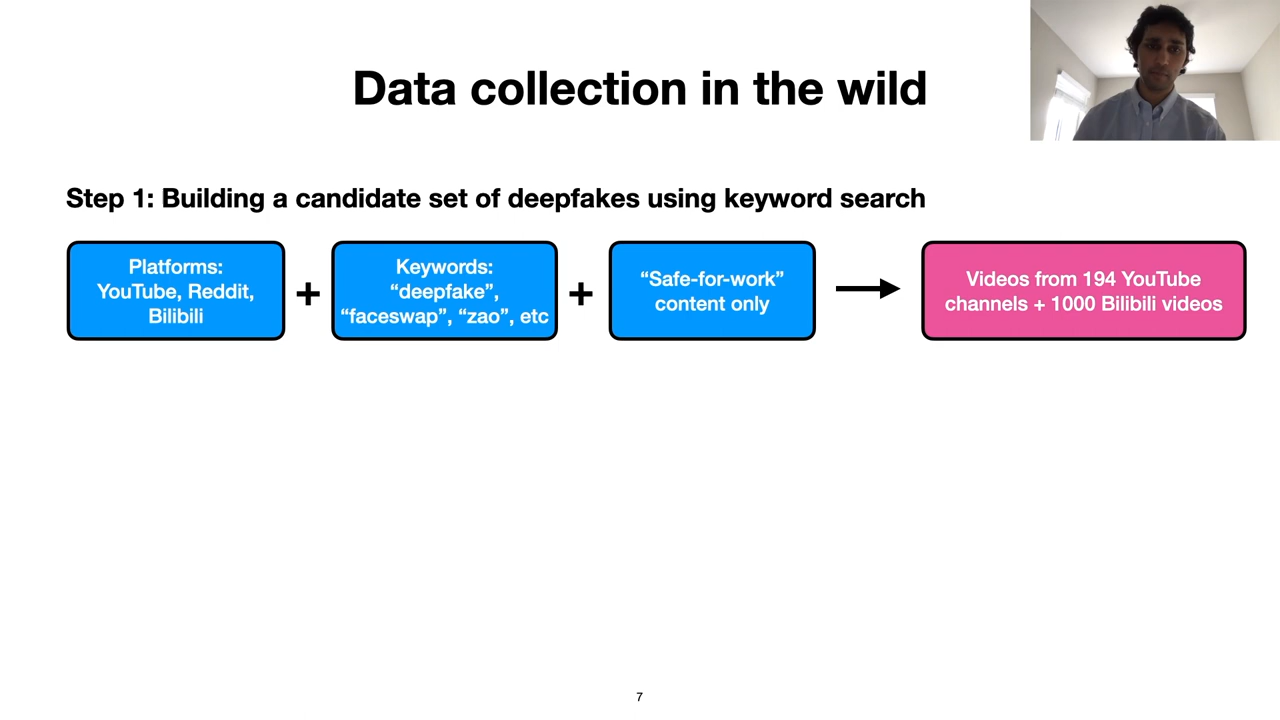 Data collection in the wild
Step 1: Building a candidate set of deepfakes using keyword search
Platforms:
YouTube, Reddit,
Bilibili
+
Keywords:
“deepfake”,
“faceswap”, “zao”, etc
+
“Safe-for-work”
content only
Videos from 194 YouTube
channels + 1000 Bilibili videos
7